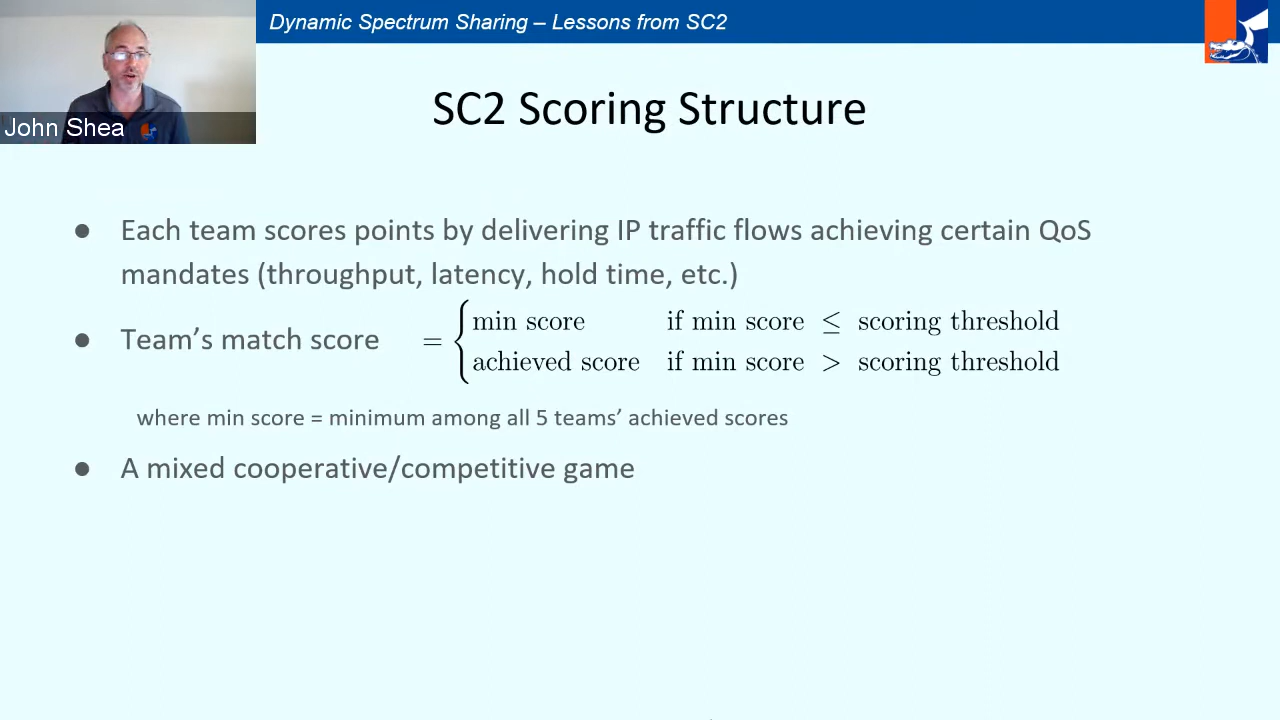 Dynamic Spectrum Sharing – Lessons from SC2
John Shea
SC2 Scoring Structure
● Each team scores points by delivering IP traffic flows achieving certain QoS
mandates (throughput, latency, hold time, etc.)
● Team’s match score = { min score if min score ≤ scoring threshold
achieved score if min score > scoring threshold
where min score = minimum among all 5 teams’ achieved scores
● A mixed cooperative/competitive game